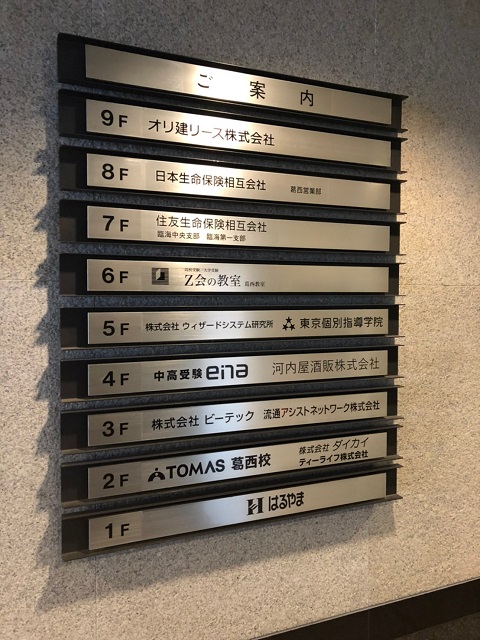 ご案内
9F オリ建リース株式会社
8F 日本生命保険相互会社 葛西営業部
7F 住友生命保険相互会社
臨海中央支部 臨海第一支部
6F Z会の教室 葛西教室
5F 株式会社 ウィザードシステム研究所 東京個別指導学院
4F 中高受験 ena 河内屋酒販株式会社
3F 株式会社 ビーテック 流通アシストネットワーク株式会社
2F TOMAS 葛西校 株式会社 ダイカイ
ティーライフ株式会社
1F はるやま